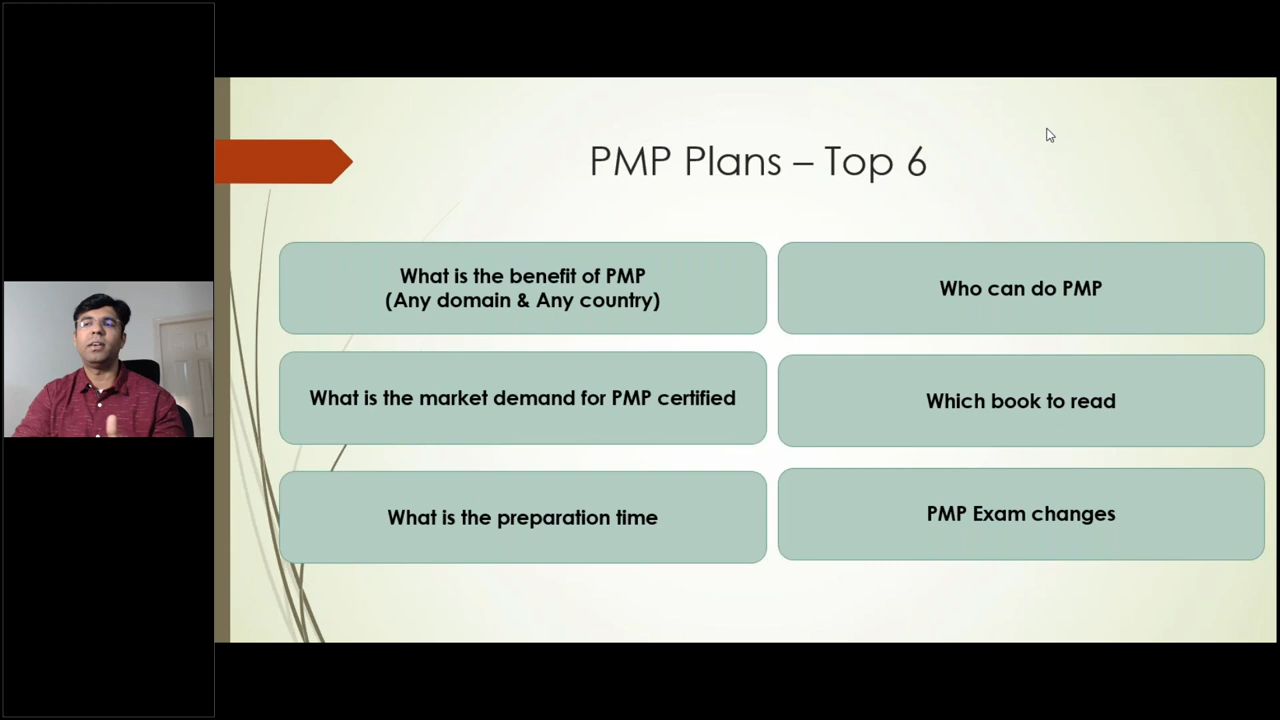 PMP Plans – Top 6
What is the benefit of PMP
(Any domain & Any country)
Who can do PMP
What is the market demand for PMP certified
Which book to read
What is the preparation time
PMP Exam changes